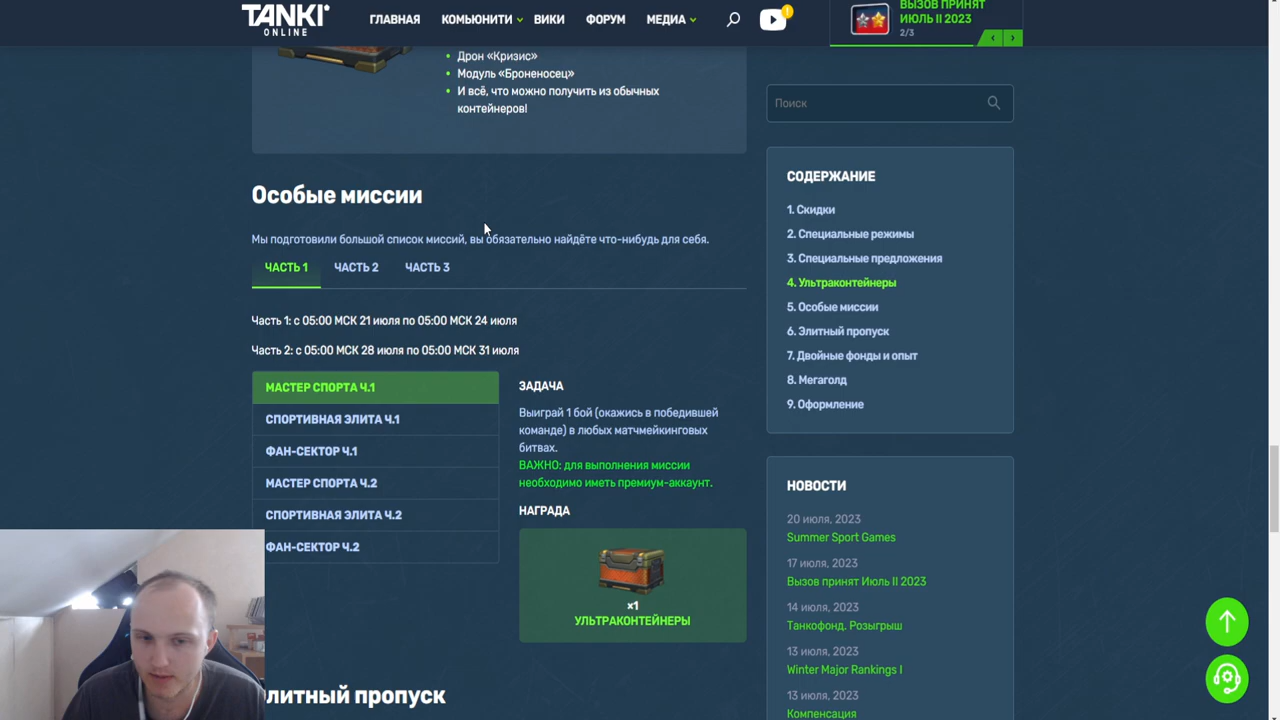 TANKI
ONLINE
ГЛАВНАЯ
КОМЬЮНИТИ
ВИКИ
ФОРУМ
МЕДИА
!
ВЫЗОВ ПРИНЯТ
ИЮЛЬ II 2023
2/3
Дрон «Кризис»
Модуль «Броненосец»
И всё, что можно получить из обычных
контейнеров!
Особые миссии
Мы подготовили большой список миссий, вы обязательно найдёте что-нибудь для себя.
ЧАСТЬ 1
ЧАСТЬ 2
ЧАСТЬ 3
Часть 1: с 05:00 МСК 21 июля по 05:00 МСК 24 июля
Часть 2: с 05:00 МСК 28 июля по 05:00 МСК 31 июля
МАСТЕР СПОРТА Ч.1
СПОРТИВНАЯ ЭЛИТА Ч.1
ФАН-СЕКТОР Ч.1
МАСТЕР СПОРТА Ч.2
СПОРТИВНАЯ ЭЛИТА Ч.2
ФАН-СЕКТОР Ч.2
ЗАДАЧА
Выиграй 1 бой (окажись в победившей
команде) в любых матчмейкинговых
битвах.
ВАЖНО: для выполнения миссии
необходимо иметь премиум-аккаунт.
НАГРАДА
×1
УЛЬТРАКОНТЕЙНЕРЫ
литный пропуск
Поиск
СОДЕРЖАНИЕ
1. Скидки
2. Специальные режимы
3. Специальные предложения
4. Ультраконтейнеры
5. Особые миссии
6. Элитный пропуск
7. Двойные фонды и опыт
8. Мегаголд
9. Оформление
НОВОСТИ
20 июля, 2023
Summer Sport Games
17 июля, 2023
Вызов принят Июль II 2023
14 июля, 2023
Танкофонд. Розыгрыш
13 июля, 2023
Winter Major Rankings I
13 июля, 2023
Компенсация